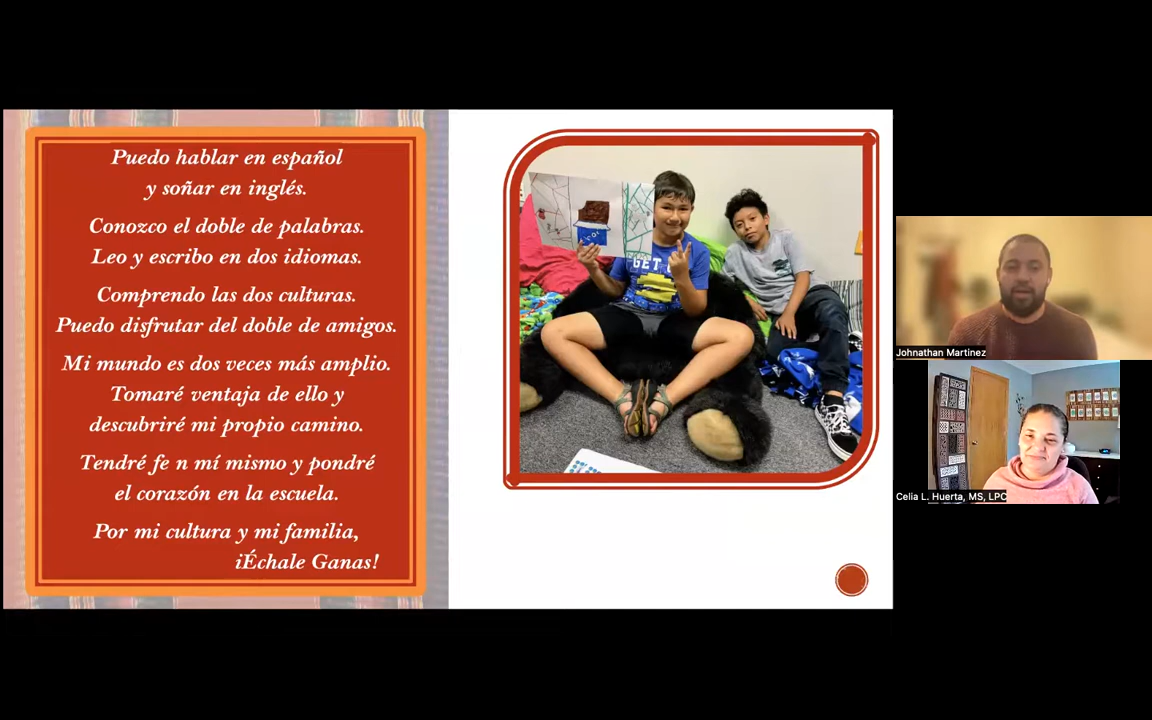 Puedo hablar en español
y soñar en inglés.
Conozco el doble de palabras.
Leo y escribo en dos idiomas.
Comprendo las dos culturas.
Puedo disfrutar del doble de amigos.
Mi mundo es dos veces más amplio.
Tomaré ventaja de ello y
descubriré mi propio camino.
Tendré fe n mí mismo y pondré
el corazón en la escuela.
Por mi cultura y mi familia,
¡Échale Ganas!
GET
Johnathan Martinez
Celia L. Huerta, MS, LPC